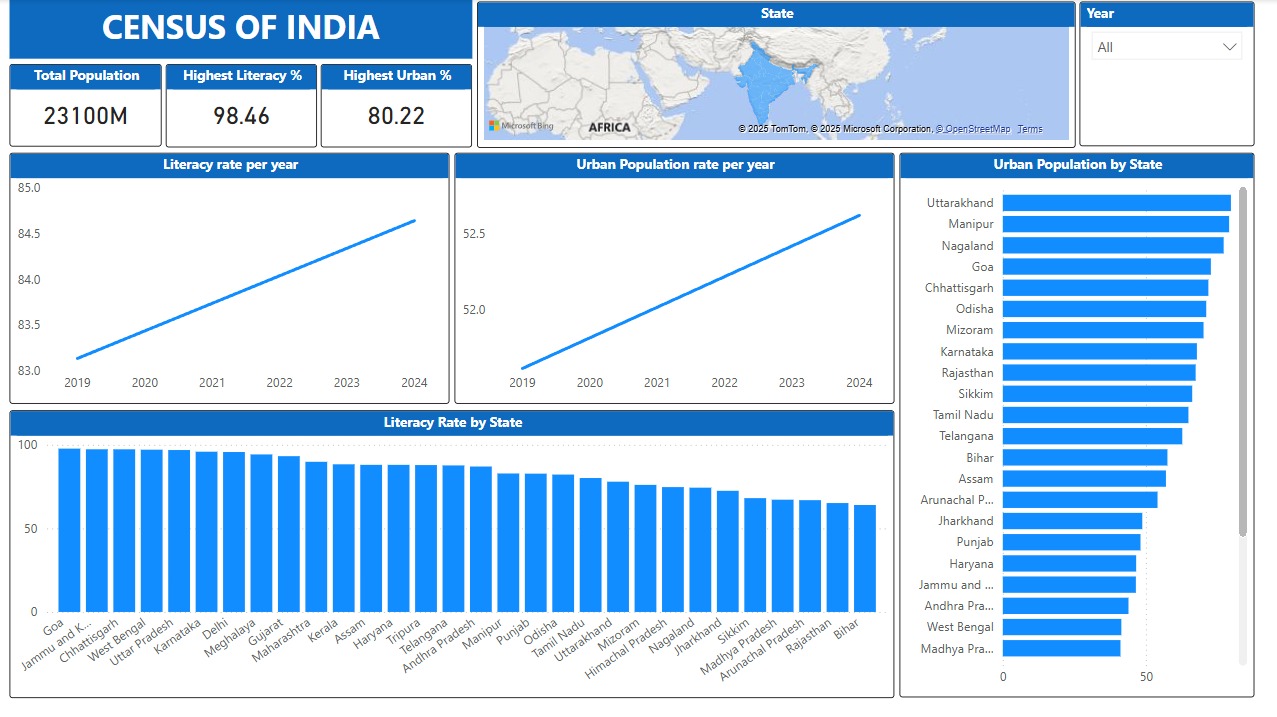 CENSUS OF INDIA
Total Population
23100M
Highest Literacy %
98.46
Highest Urban %
80.22
State
Microsoft Bing
AFRICA
© 2025 TomTom, © 2025 Microsoft Corporation, © OpenStreetMap Terms
Year
All
Literacy rate per year
85.0
84.5
84.0
83.5
83.0
2019 2020 2021 2022 2023 2024
Urban Population rate per year
52.5
52.0
2019 2020 2021 2022 2023 2024
Urban Population by State
Uttarakhand
Manipur
Nagaland
Goa
Chhattisgarh
Odisha
Mizoram
Karnataka
Rajasthan
Sikkim
Tamil Nadu
Telangana
Bihar
Assam
Arunachal P...
Jharkhand
Punjab
Haryana
Jammu and ...
Andhra Pra...
West Bengal
Madhya Pra...
0 50
Literacy Rate by State
100
50
0
Goa
Jammu and K...
Chhattisgarh
West Bengal
Uttar Pradesh
Karnataka
Delhi
Meghalaya
Gujarat
Maharashtra
Kerala
Assam
Haryana
Tripura
Telangana
Andhra Pradesh
Manipur
Punjab
Odisha
Tamil Nadu
Uttarakhand
Mizoram
Himachal Pradesh
Nagaland
Jharkhand
Sikkim
Madhya Pradesh
Arunachal Pradesh
Rajasthan
Bihar